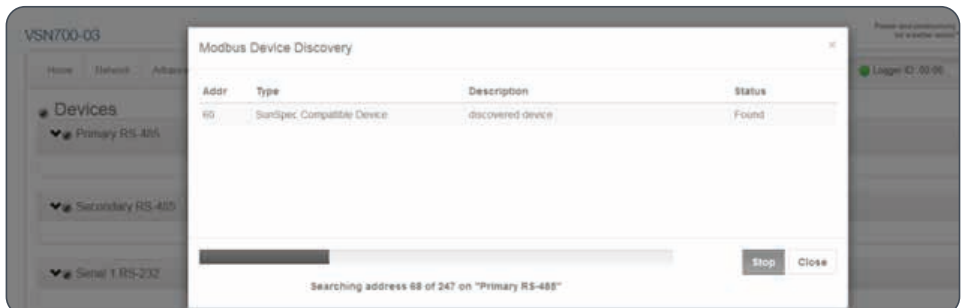 VSN700-03
Modbus Device Discovery
×
Home Network
Logger ID: 00:00
Addr Type Description Status
60 SunSpec Compatible Device discovered device Found
Devices
Primary RS-485
Secondary RS-485
Serial 1 RS-232
Stop Close
Searching address 68 of 247 on "Primary RS-485"